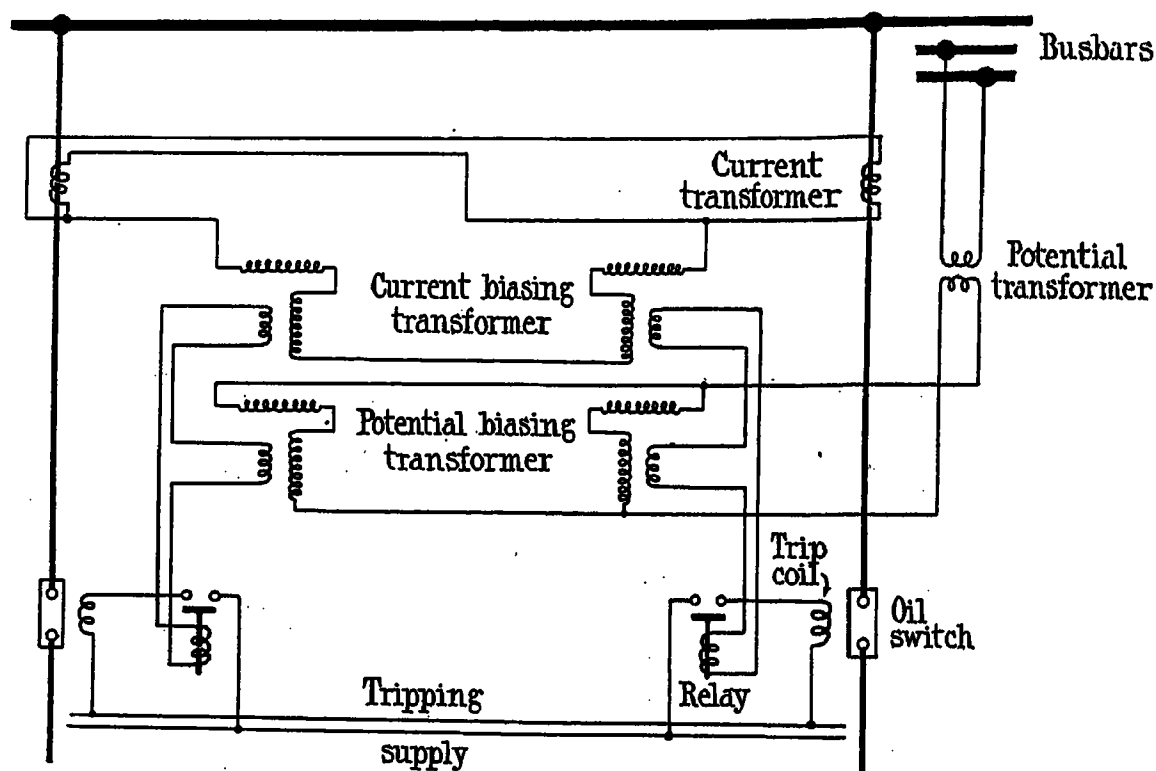 Busbars
Current
transformer
Potential
transformer
Current biasing
transformer
Potential biasing
transformer
Trip
coil
Oil
switch
Relay
Tripping
supply